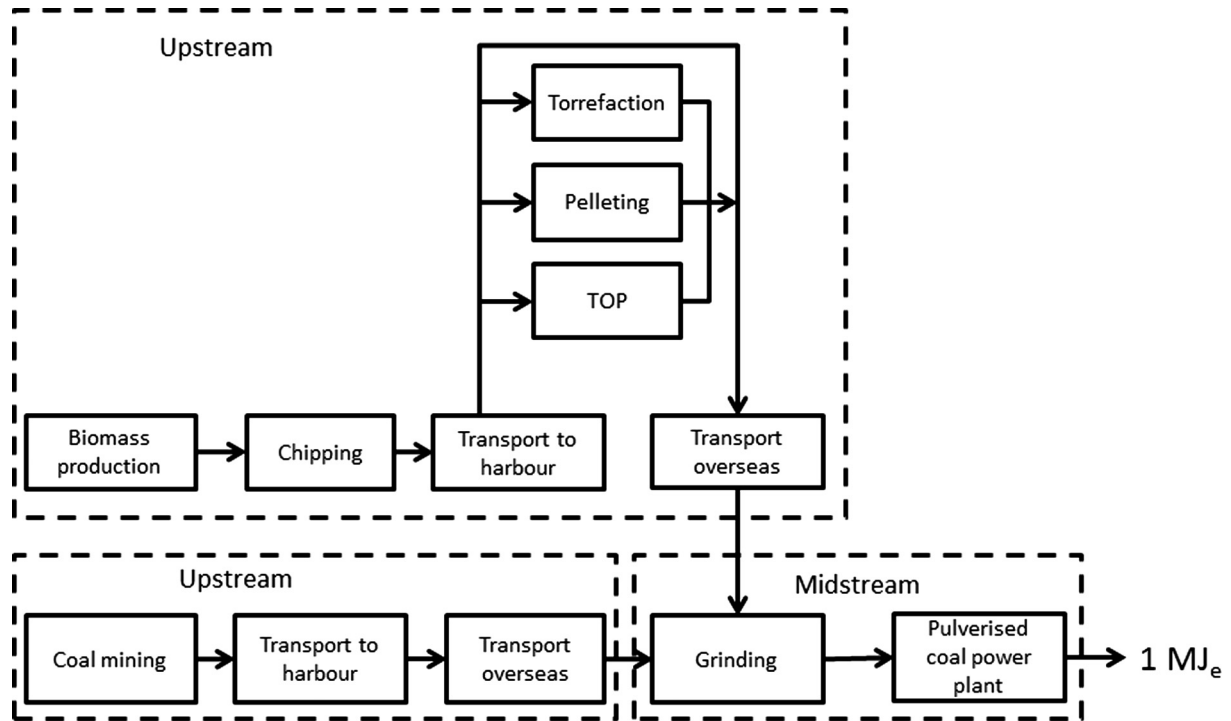 Upstream
Torrefaction
Pelleting
TOP
Biomass
production
Chipping
Transport to
harbour
Transport
overseas
Upstream
Coal mining
Transport to
harbour
Transport
overseas
Midstream
Grinding
Pulverised
coal power
plant
1 MJe